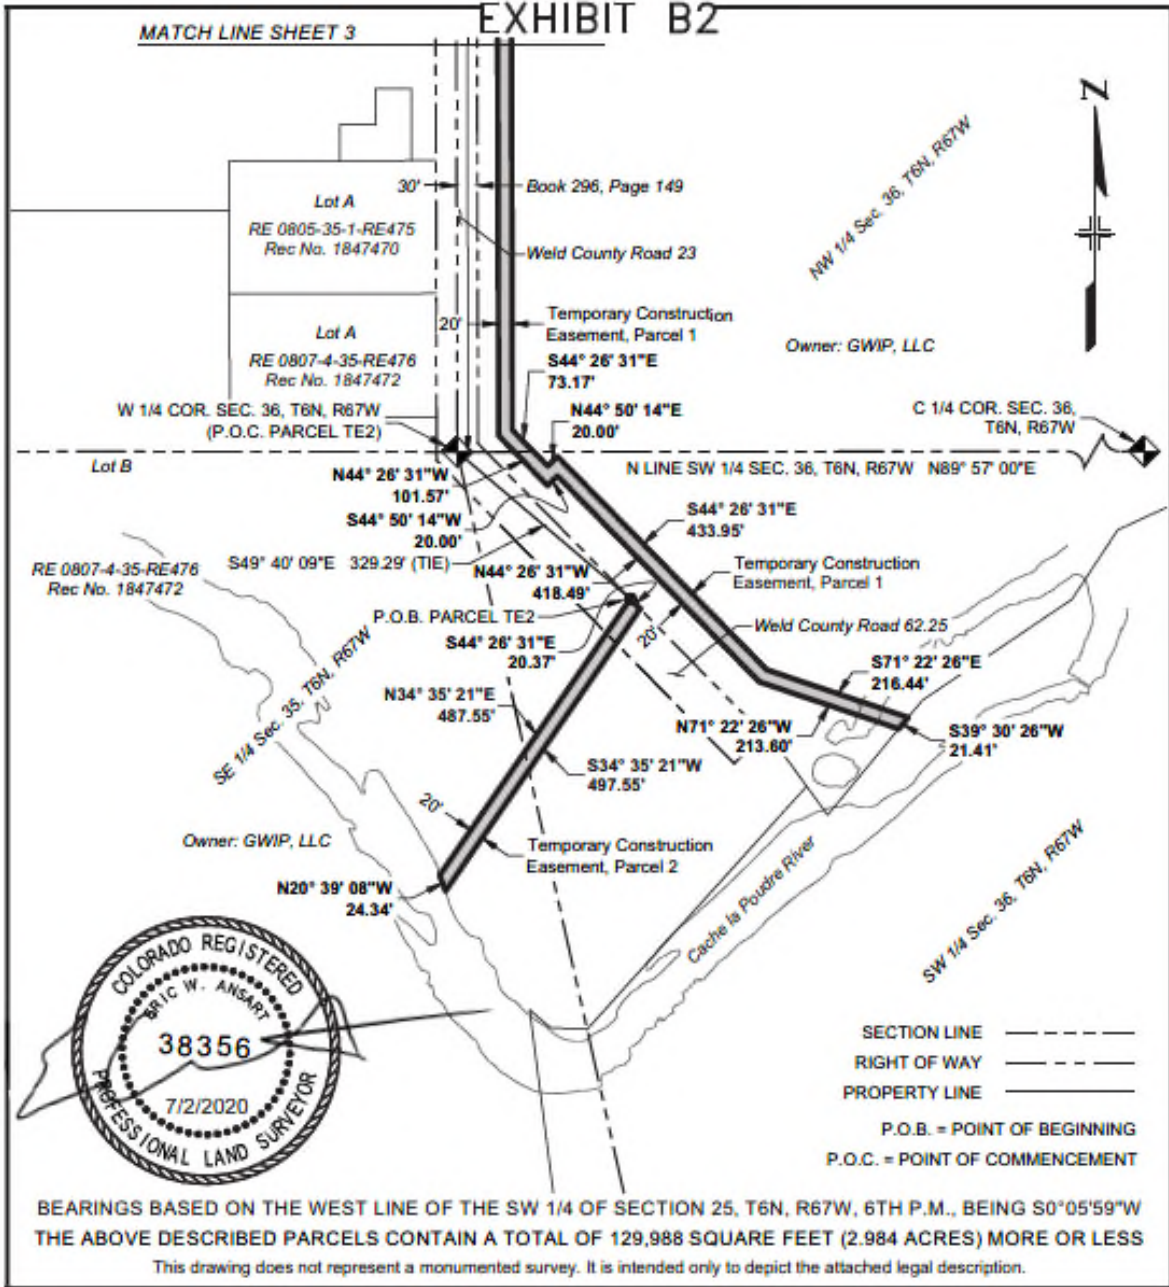 EXHIBIT B2
MATCH LINE SHEET 3
N
30'
Book 296, Page 149
Lot A
RE 0805-35-1-RE475
Rec No. 1847470
Weld County Road 23
NW 1/4 Sec. 36, T6N, R67W
20'
Temporary Construction
Easement, Parcel 1
Lot A
RE 0807-4-35-RE476
Rec No. 1847472
Owner: GWIP, LLC
S44° 26' 31"E
73.17'
W 1/4 COR. SEC. 36, T6N, R67W
(P.O.C. PARCEL TE2)
N44° 50' 14"E
20.00'
C 1/4 COR. SEC. 36,
T6N, R67W
Lot B
N LINE SW 1/4 SEC. 36, T6N, R67W N89° 57' 00"E
N44° 26' 31"W
101.57'
S44° 50' 14"W
20.00'
S44° 26' 31"E
433.95'
S49° 40' 09"E 329.29' (TIE)
RE 0807-4-35-RE476
Rec No. 1847472
N44° 26' 31"W
418.49'
Temporary Construction
Easement, Parcel 1
P.O.B. PARCEL TE2
20'
Weld County Road 62.25
S44° 26' 31"E
20.37'
S71° 22' 26"E
216.44'
SE 1/4 Sec. 35, T6N, R67W
N34° 35' 21"E
487.55'
N71° 22' 26"W
213.60'
S39° 30' 26"W
21.41'
S34° 35' 21"W
497.55'
20'
Owner: GWIP, LLC
Temporary Construction
Easement, Parcel 2
N20° 39' 08"W
24.34'
Cache la Poudre River
SW 1/4 Sec. 36, T6N, R67W
COLORADO REGISTERED
ERIC W. ANSART
38356
7/2/2020
PROFESSIONAL LAND SURVEYOR
SECTION LINE
RIGHT OF WAY
PROPERTY LINE
P.O.B. = POINT OF BEGINNING
P.O.C. = POINT OF COMMENCEMENT
BEARINGS BASED ON THE WEST LINE OF THE SW 1/4 OF SECTION 25, T6N, R67W, 6TH P.M., BEING S0°05'59"W
THE ABOVE DESCRIBED PARCELS CONTAIN A TOTAL OF 129,988 SQUARE FEET (2.984 ACRES) MORE OR LESS
This drawing does not represent a monumented survey. It is intended only to depict the attached legal description.